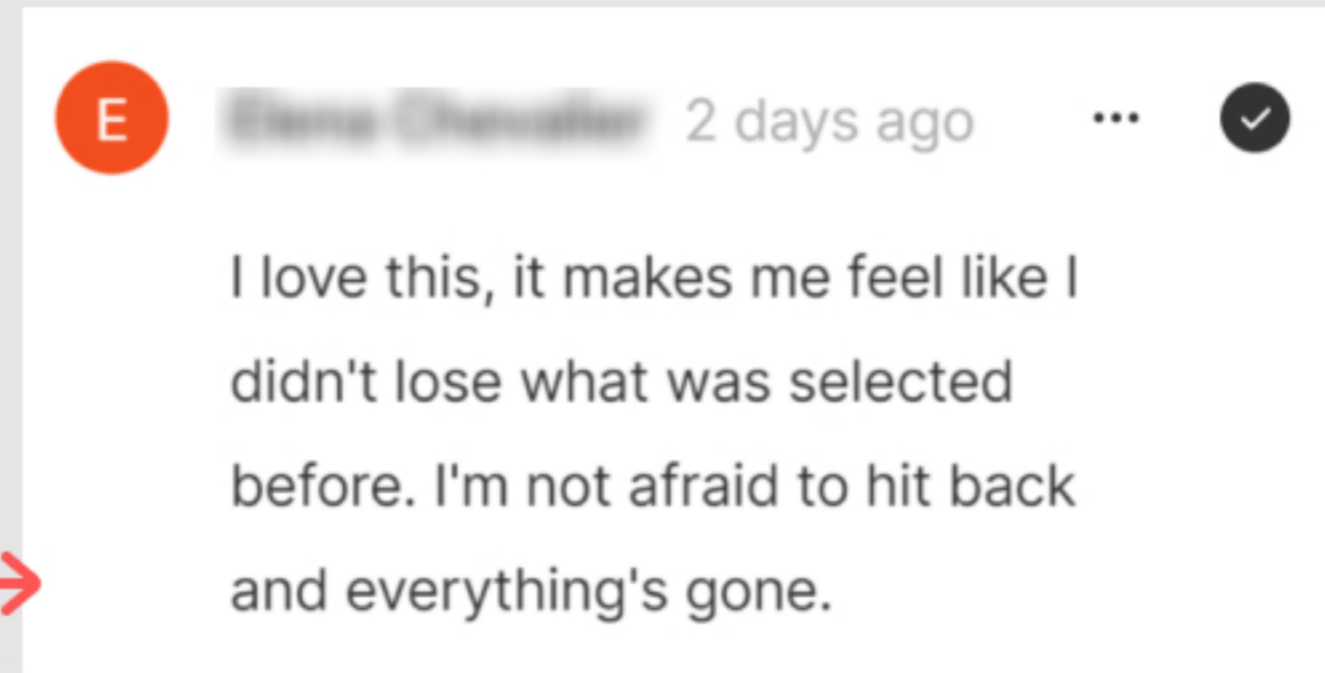 E
2 days ago
I love this, it makes me feel like I
didn't lose what was selected
before. I'm not afraid to hit back
and everything's gone.